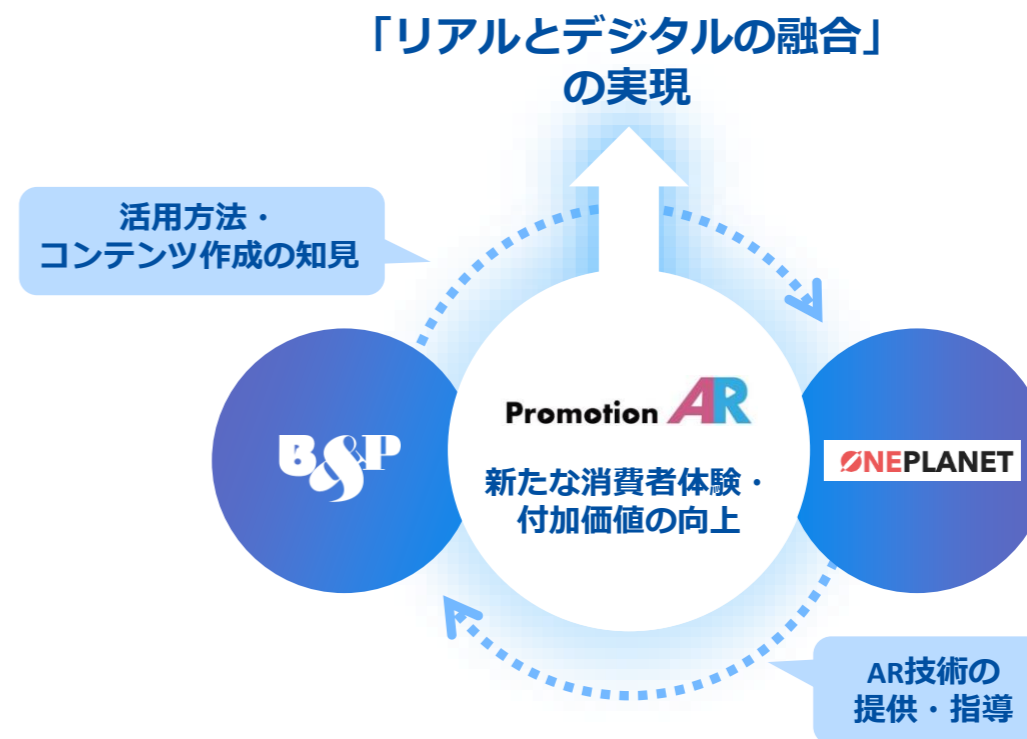 「リアルとデジタルの融合」
の実現
活用方法・
コンテンツ作成の知見
Promotion AR
B&P
新たな消費者体験・
付加価値の向上
ONEPLANET
AR技術の
提供・指導